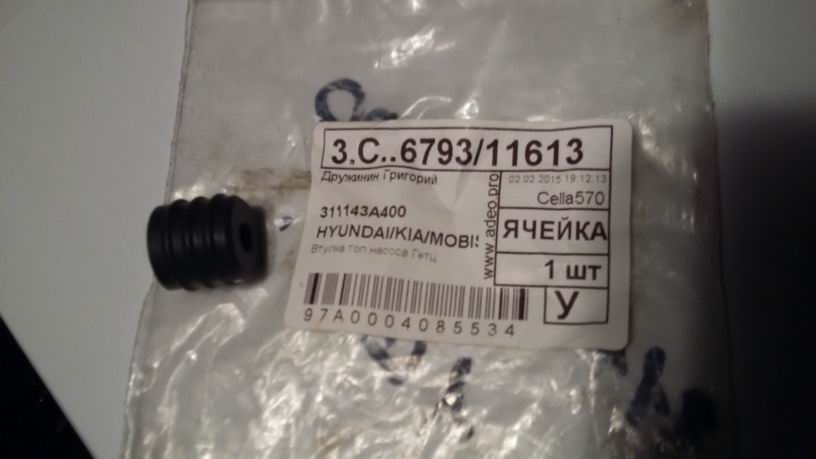 3.С..6793/11613
Дружинин Григорий
02.02.2015 19:12:13
Cella570
311143A400
HYUNDAI/KIA/MOBIS
Втулка топ.насоса Гетц
www.adeo.pro
ЯЧЕЙКА
1 шт
У
97A0004085534